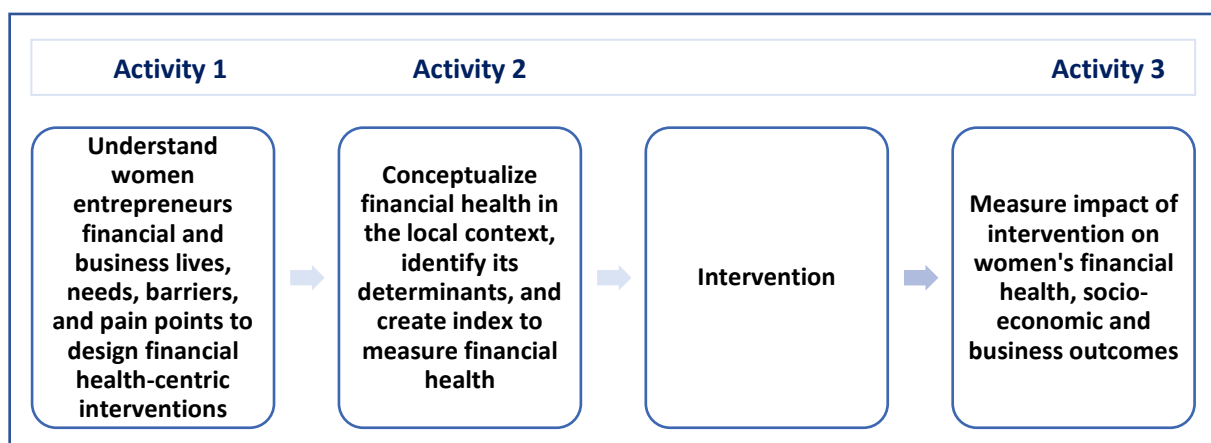 Activity 1
Activity 2
Activity 3
Understand
women
entrepreneurs
financial and
business lives,
needs, barriers,
and pain points to
design financial
health-centric
interventions
Conceptualize
financial health in
the local context,
identify its
determinants, and
create index to
measure financial
health
Intervention
Measure impact of
intervention on
women's financial
health, socio-
economic and
business outcomes